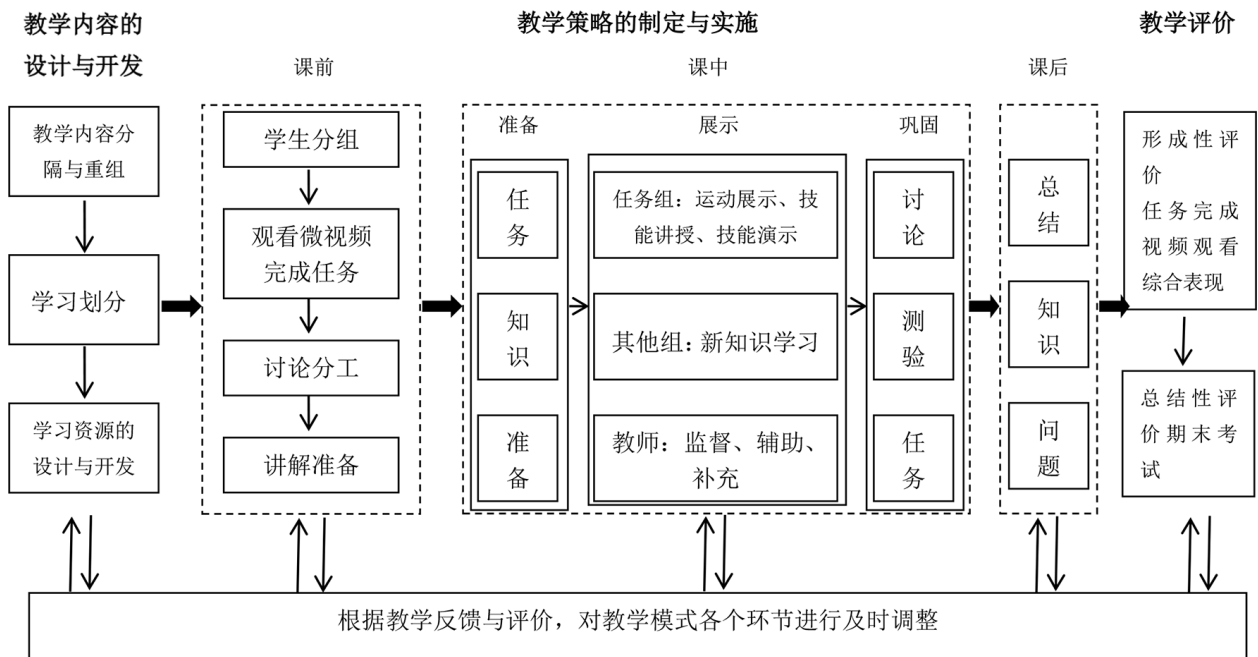 教学内容的
设计与开发
教学策略的制定与实施
教学评价
课前
课中
课后
教学内容分
隔与重组
学习划分
学习资源的
设计与开发
学生分组
观看微视频
完成任务
讨论分工
讲解准备
准备
展示
巩固
任
务
知
识
准
备
任务组：运动展示、技
能讲授、技能演示
其他组：新知识学习
教师：监督、辅助、
补充
讨
论
测
验
任
务
总
结
知
识
问
题
形成性评
价
任务完成
视频观看
综合表现
总结性评
价期末考
试
根据教学反馈与评价，对教学模式各个环节进行及时调整